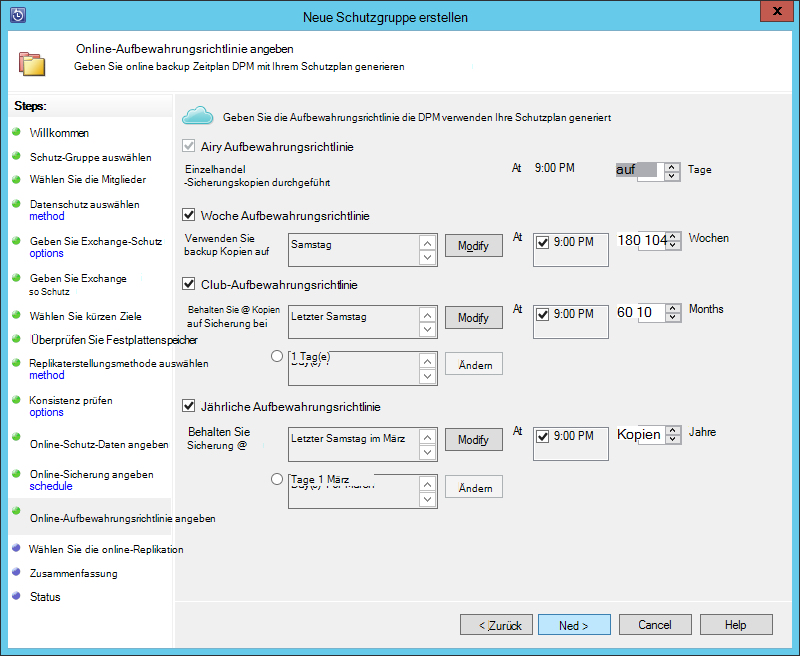 Neue Schutzgruppe erstellen
x
Online-Aufbewahrungsrichtlinie angeben
Geben Sie online backup Zeitplan DPM mit Ihrem Schutzplan generieren
Steps:
Willkommen
Schutz-Gruppe auswählen
Wählen Sie die Mitglieder
Datenschutz auswählen
method
Geben Sie Exchange-Schutz
options
Geben Sie Exchange
so Schutz
Wählen Sie kürzen Ziele
Überprüfen Sie Festplattenspeicher
Replikaterstellungsmethode auswählen
method
Konsistenz prüfen
options
Online-Schutz-Daten angeben
Online-Sicherung angeben
schedule
Online-Aufbewahrungsrichtlinie angeben
Wählen Sie die online-Replikation
Zusammenfassung
Status
Geben Sie die Aufbewahrungsrichtlinie die DPM verwenden Ihre Schutzplan generiert
Airy Aufbewahrungsrichtlinie
Einzelhandel At 9:00 PM auf Tage
-Sicherungskopien durchgeführt
Woche Aufbewahrungsrichtlinie
Verwenden Sie Samstag Modify At 9:00 PM 180 104 Wochen
backup Kopien auf
Club-Aufbewahrungsrichtlinie
Behalten Sie @ Kopien Letzter Samstag Modify At 9:00 PM 60 10 Months
auf Sicherung bei
1 Tag(e) Ändern
Jährliche Aufbewahrungsrichtlinie
Behalten Sie Letzter Samstag im März Modify At 9:00 PM Kopien Jahre
Sicherung @
Tage 1 März Ändern
< Zurück Ned > Cancel Help